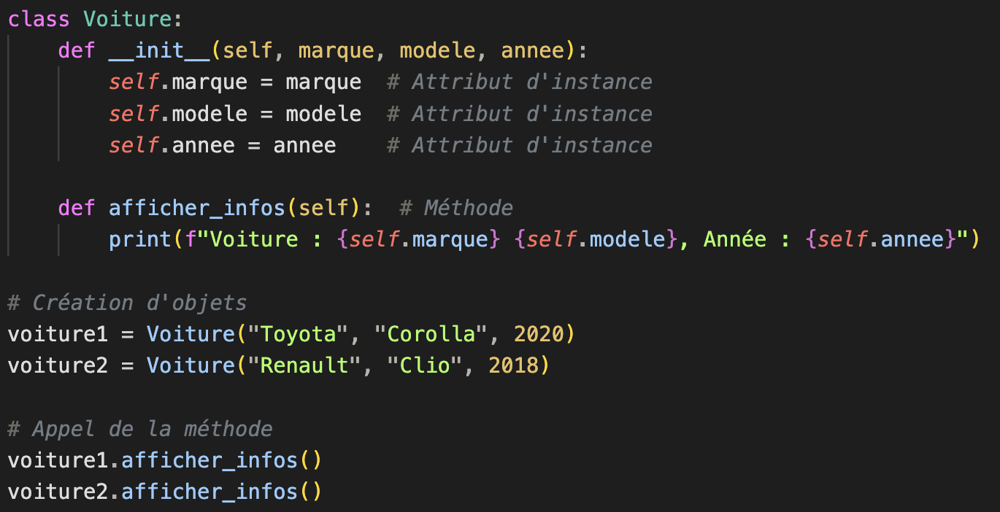 class Voiture:
    def __init__(self, marque, modele, annee):
        self.marque = marque  # Attribut d'instance
        self.modele = modele  # Attribut d'instance
        self.annee = annee    # Attribut d'instance

    def afficher_infos(self):  # Méthode
        print(f"Voiture : {self.marque} {self.modele}, Année : {self.annee}")

# Création d'objets
voiture1 = Voiture("Toyota", "Corolla", 2020)
voiture2 = Voiture("Renault", "Clio", 2018)

# Appel de la méthode
voiture1.afficher_infos()
voiture2.afficher_infos()